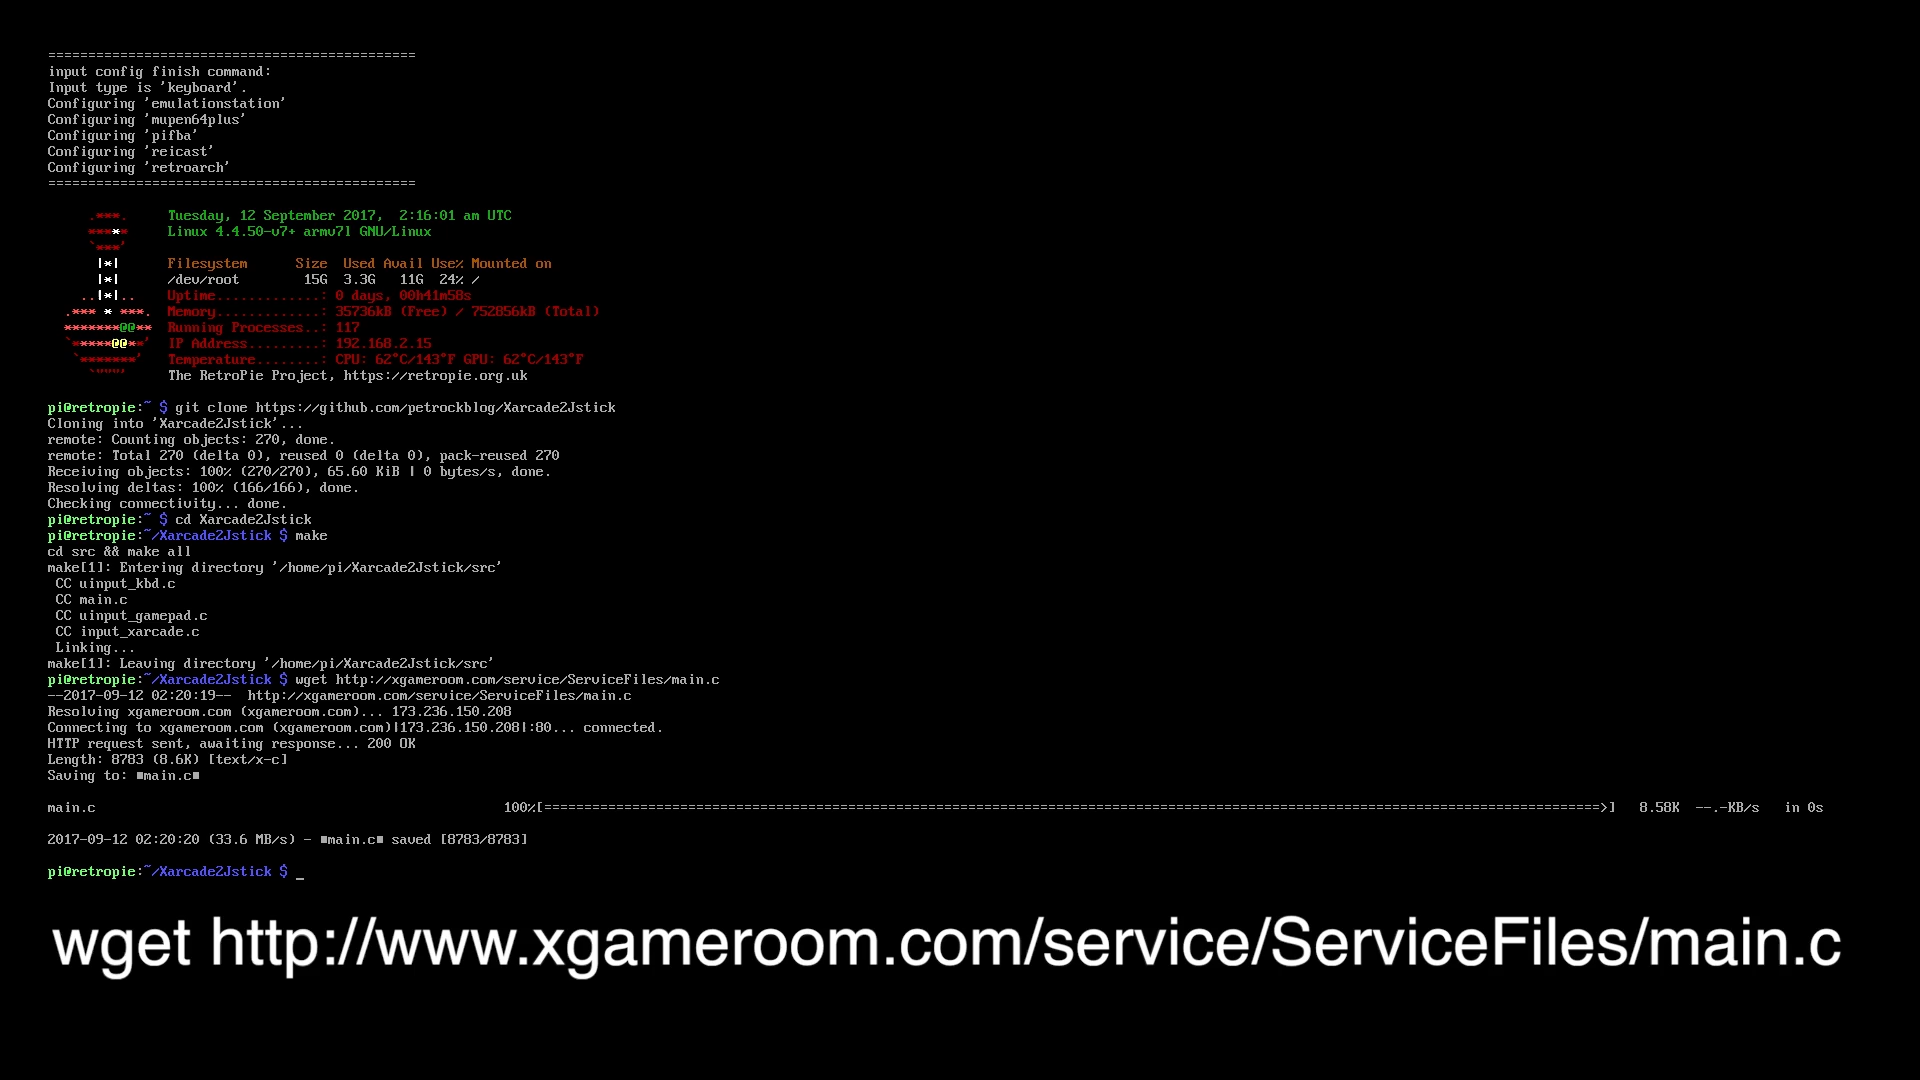 ==============================================
input config finish command:
Input type is 'keyboard'.
Configuring 'emulationstation'
Configuring 'mupen64plus'
Configuring 'pifba'
Configuring 'reicast'
Configuring 'retroarch'
==============================================
.***. Tuesday, 12 September 2017,  2:16:01 am UTC
***** Linux 4.4.50-v7+ armv7l GNU/Linux
`***'
|*| Filesystem      Size  Used Avail Use% Mounted on
|*| /dev/root        15G  3.3G   11G  24% /
..|*|.. Uptime.............: 0 days, 00h41m58s
.*** * ***. Memory.............: 35736kB (Free) / 752856kB (Total)
*******@@** Running Processes..: 117
`*****@@*' IP Address.........: 192.168.2.15
`*******' Temperature........: CPU: 62°C/143°F GPU: 62°C/143°F
`"""' The RetroPie Project, https://retropie.org.uk
pi@retropie:~ $ git clone https://github.com/petrockblog/Xarcade2Jstick
Cloning into 'Xarcade2Jstick'...
remote: Counting objects: 270, done.
remote: Total 270 (delta 0), reused 0 (delta 0), pack-reused 270
Receiving objects: 100% (270/270), 65.60 KiB | 0 bytes/s, done.
Resolving deltas: 100% (166/166), done.
Checking connectivity... done.
pi@retropie:~ $ cd Xarcade2Jstick
pi@retropie:~/Xarcade2Jstick $ make
cd src && make all
make[1]: Entering directory '/home/pi/Xarcade2Jstick/src'
CC uinput_kbd.c
CC main.c
CC uinput_gamepad.c
CC input_xarcade.c
Linking...
make[1]: Leaving directory '/home/pi/Xarcade2Jstick/src'
pi@retropie:~/Xarcade2Jstick $ wget http://xgameroom.com/service/ServiceFiles/main.c
--2017-09-12 02:20:19--  http://xgameroom.com/service/ServiceFiles/main.c
Resolving xgameroom.com (xgameroom.com)... 173.236.150.208
Connecting to xgameroom.com (xgameroom.com)|173.236.150.208|:80... connected.
HTTP request sent, awaiting response... 200 OK
Length: 8783 (8.6K) [text/x-c]
Saving to: ■main.c■
main.c 100%[====================================================================================================================================>]   8.58K  --.-KB/s   in 0s
2017-09-12 02:20:20 (33.6 MB/s) - ■main.c■ saved [8783/8783]
pi@retropie:~/Xarcade2Jstick $ _
wget http://www.xgameroom.com/service/ServiceFiles/main.c